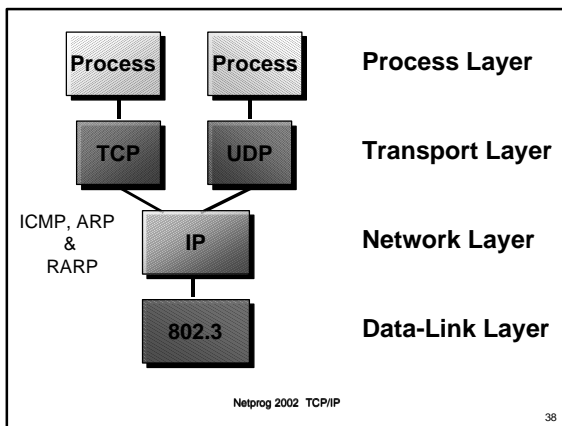 Process Process Process Layer
TCP UDP Transport Layer
ICMP, ARP
&
RARP
IP Network Layer
802.3 Data-Link Layer
Netprog 2002 TCP/IP
38